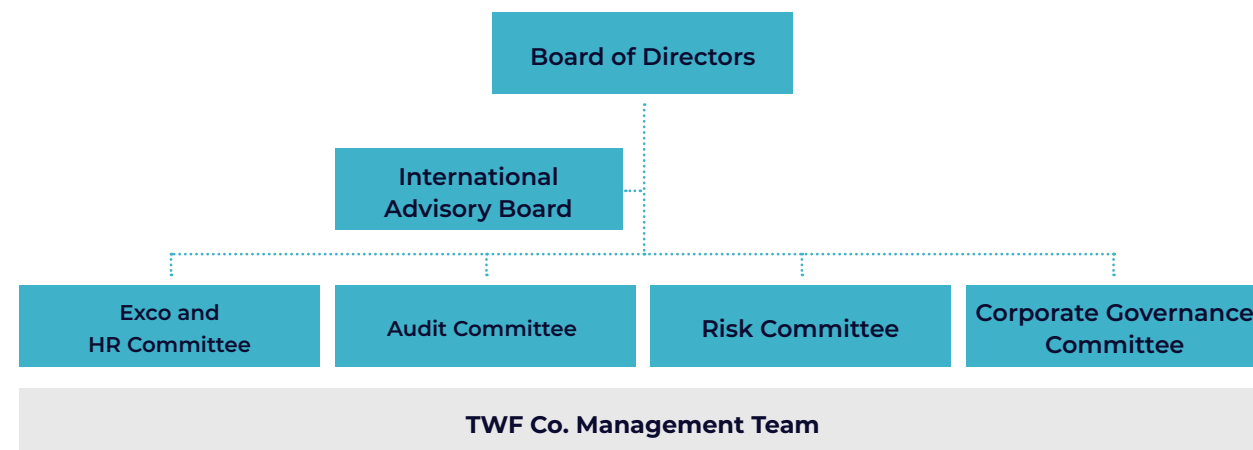 Board of Directors
International
Advisory Board
Exco and
HR Committee
Audit Committee
Risk Committee
Corporate Governance
Committee
TWF Co. Management Team